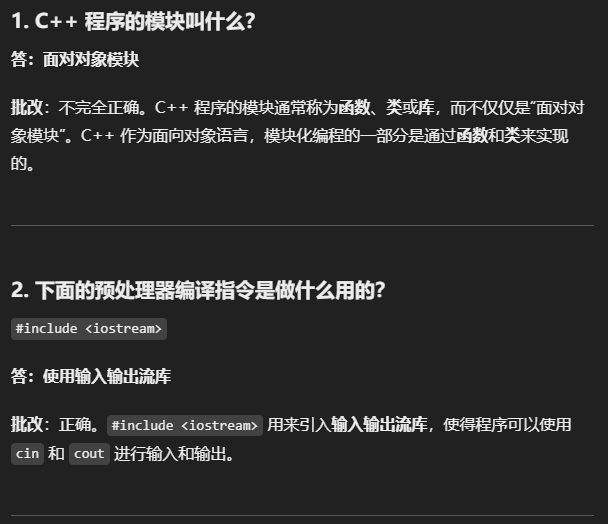 1. C++ 程序的模块叫什么？
答：面对对象模块
批改：不完全正确。C++ 程序的模块通常称为函数、类或库，而不仅仅是“面对对
象模块”。C++ 作为面向对象语言，模块化编程的一部分是通过函数和类来实现
的。
2. 下面的预处理器编译指令是做什么用的？
#include <iostream>
答：使用输入输出流库
批改：正确。#include <iostream> 用来引入输入输出流库，使得程序可以使用
cin 和 cout 进行输入和输出。